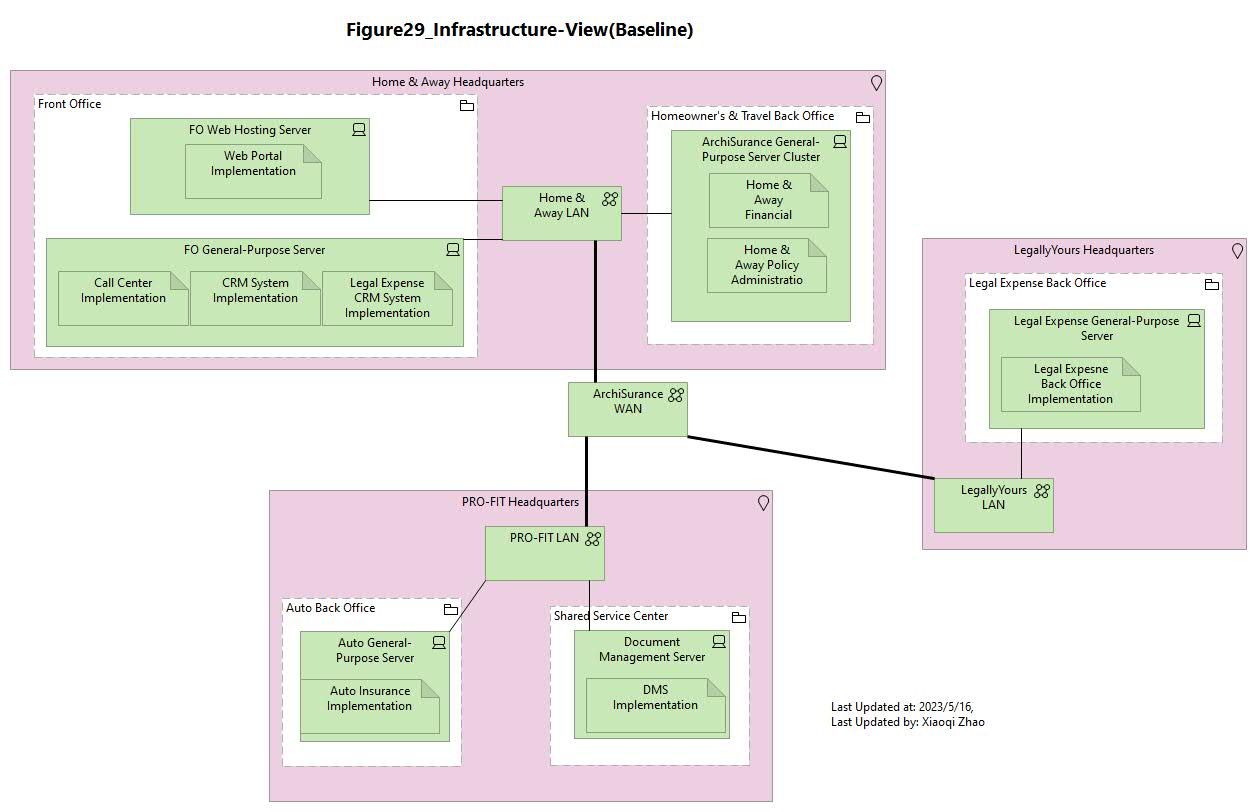 Figure29_Infrastructure-View(Baseline)
Home & Away Headquarters
Front Office
FO Web Hosting Server
Web Portal
Implementation
FO General-Purpose Server
Call Center
Implementation
CRM System
Implementation
Legal Expense
CRM System
Implementation
Home &
Away LAN
Homeowner's & Travel Back Office
ArchiSurance General-
Purpose Server Cluster
Home &
Away
Financial
Home &
Away Policy
Administratio
LegallyYours Headquarters
Legal Expense Back Office
Legal Expense General-Purpose
Server
Legal Expesne
Back Office
Implementation
LegallyYours
LAN
ArchiSurance
WAN
PRO-FIT Headquarters
PRO-FIT LAN
Auto Back Office
Auto General-
Purpose Server
Auto Insurance
Implementation
Shared Service Center
Document
Management Server
DMS
Implementation
Last Updated at: 2023/5/16,
Last Updated by: Xiaoqi Zhao